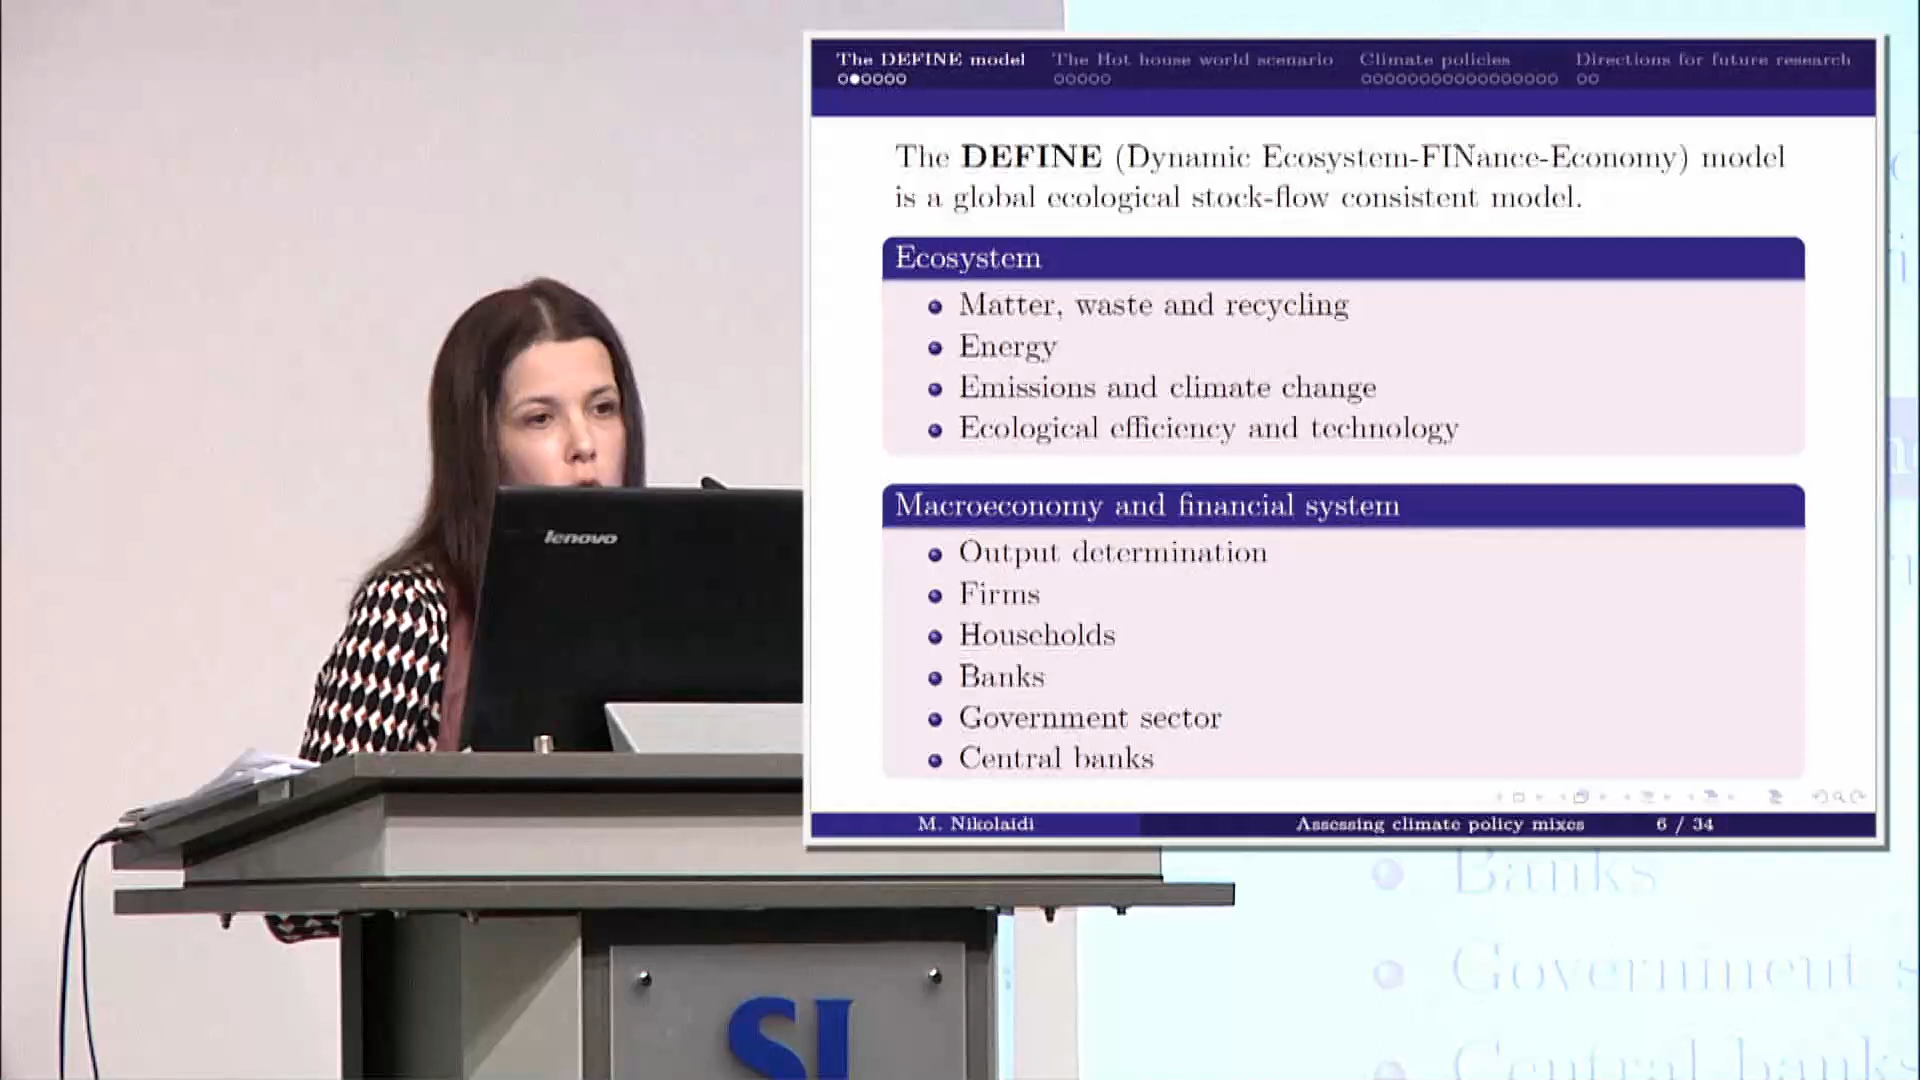 The DEFINE model The Hot house world scenario Climate policies Directions for future research
The DEFINE (Dynamic Ecosystem-FINance-Economy) model
is a global ecological stock-flow consistent model.
Ecosystem
Matter, waste and recycling
Energy
Emissions and climate change
Ecological efficiency and technology
Macroeconomy and financial system
Output determination
Firms
Households
Banks
Government sector
Central banks
M. Nikolaidi Assessing climate policy mixes 6 / 34
lenovo
Banks
Government s
Central banks